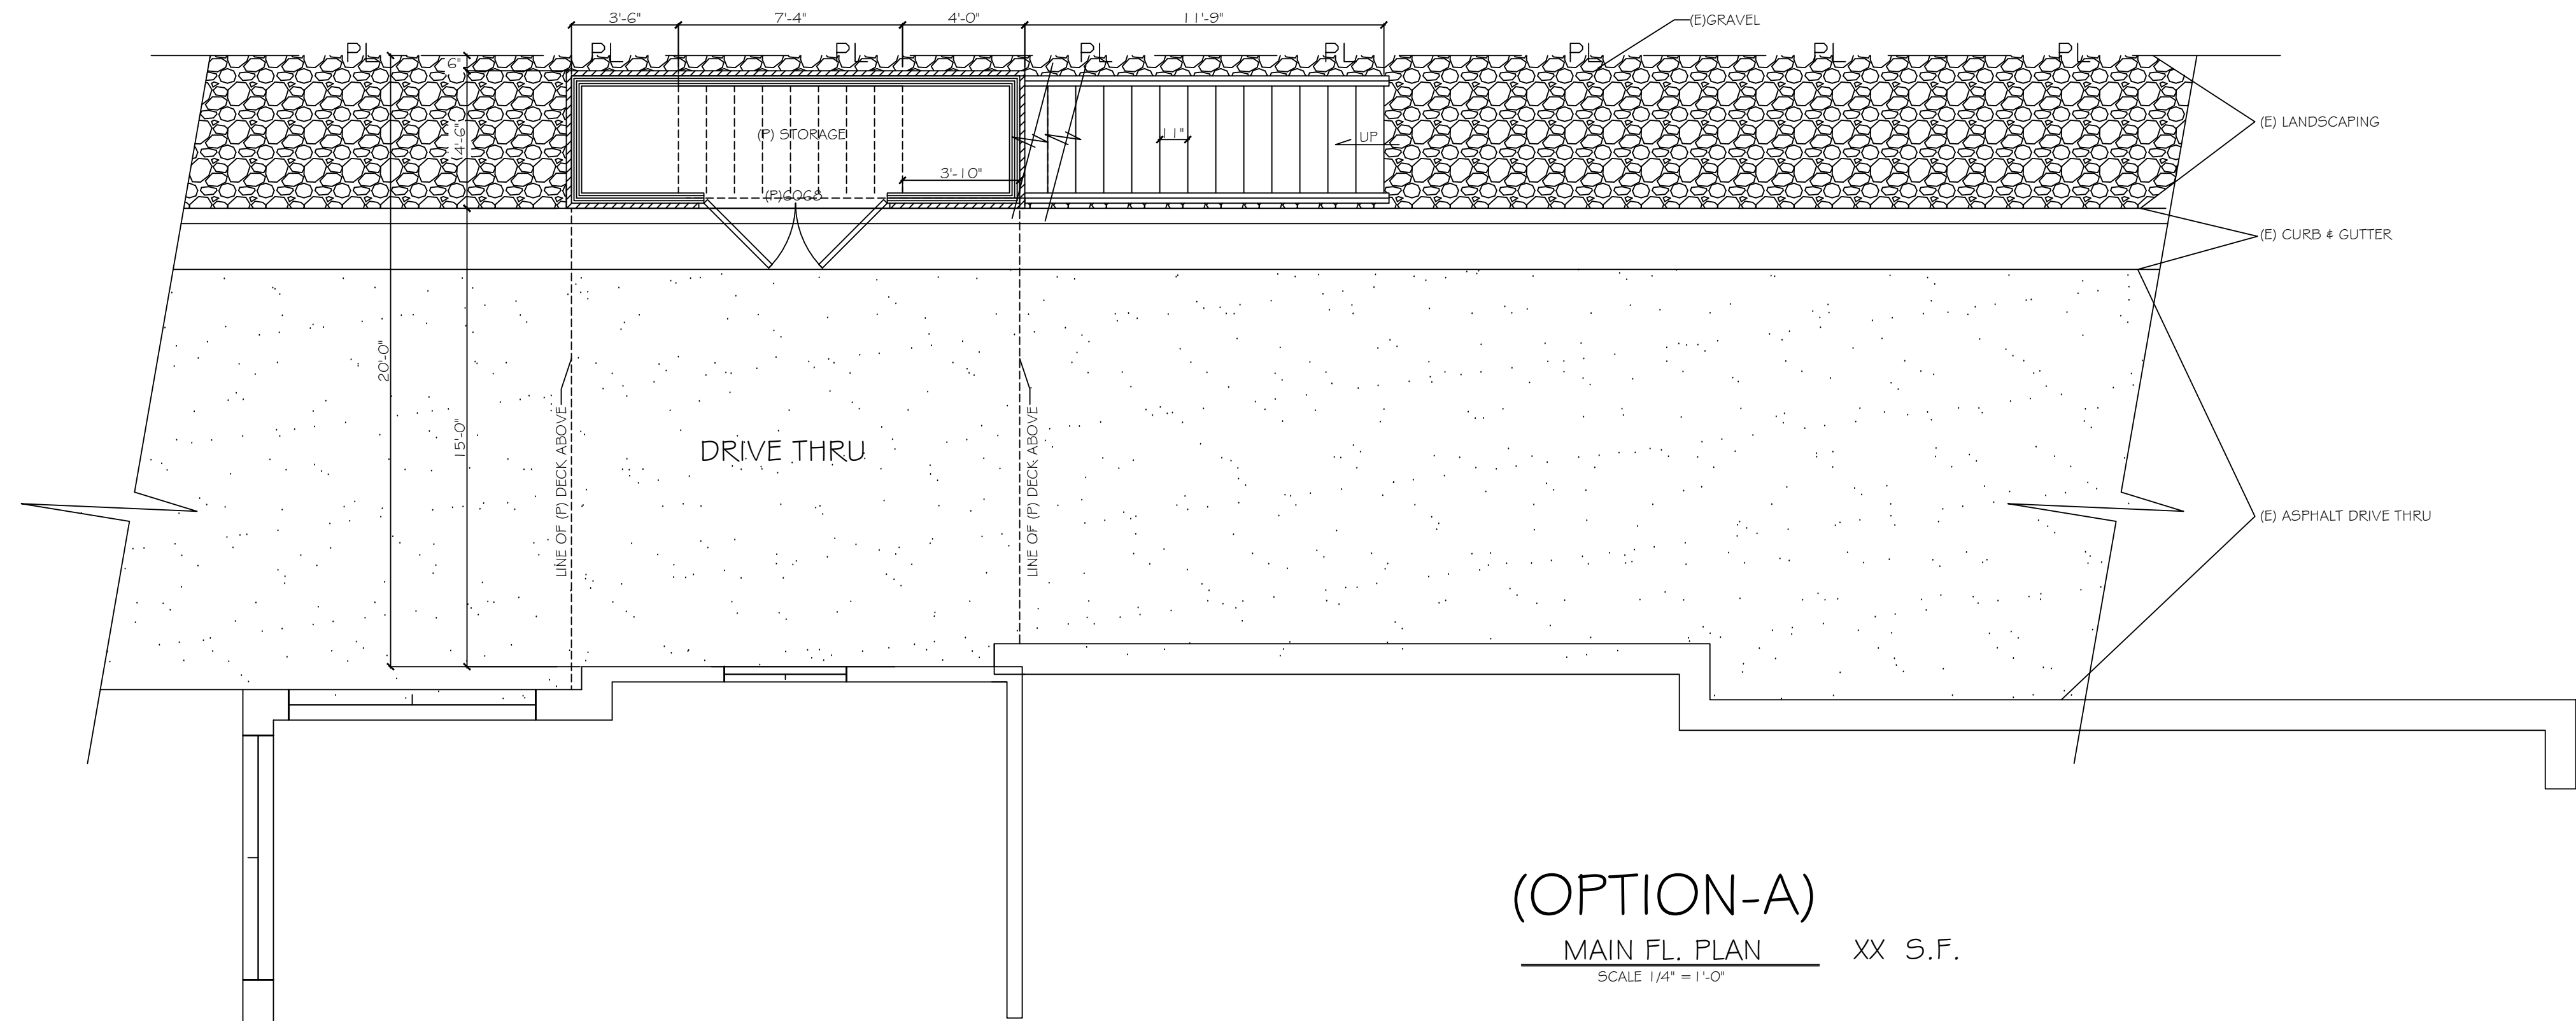 3'-6"
7'-4"
4'-0"
11'-9"
(E)GRAVEL
PL PL PL PL PL PL PL PL
6"
(E) LANDSCAPING
4'-6"
(P) STORAGE
11"
UP
3'-10"
(P)6068
(E) CURB & GUTTER
20'-0"
15'-0"
LINE OF (P) DECK ABOVE
DRIVE THRU
LINE OF (P) DECK ABOVE
(E) ASPHALT DRIVE THRU
(OPTION-A)
MAIN FL. PLAN XX S.F.
SCALE 1/4" = 1'-0"